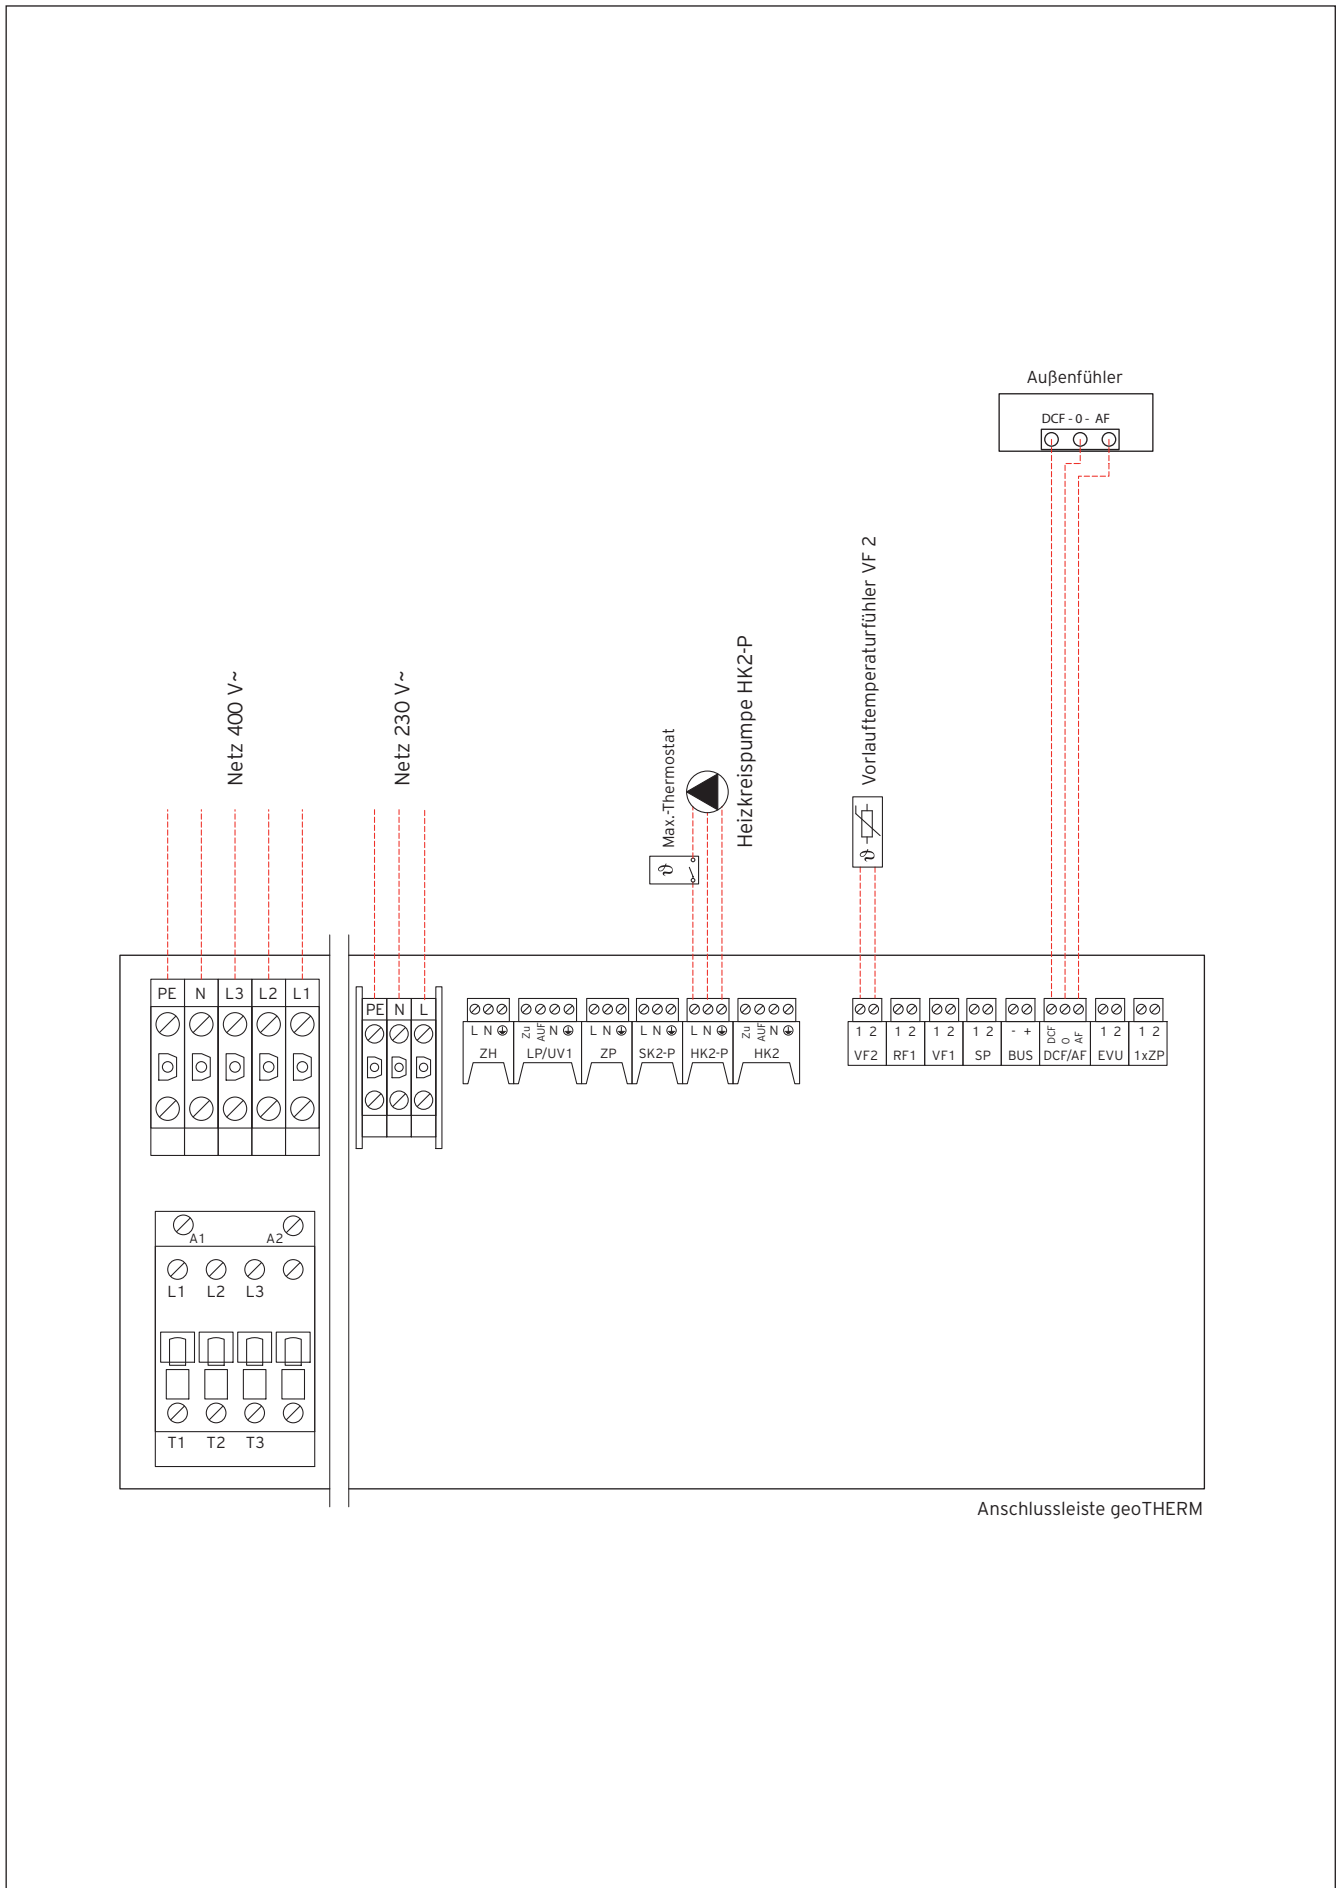 Außenfühler
DCF - 0 - AF
Vorlauftemperaturfühler VF 2
Netz 400 V~
Netz 230 V~
Max.-Thermostat
Heizkreispumpe HK2-P
ϑ
ϑ
PE N L3 L2 L1
PE N L
L N ⏚
ZH
Zu AUF N ⏚
LP/UV1
L N ⏚
ZP
L N ⏚
SK2-P
L N ⏚
HK2-P
Zu AUF N ⏚
HK2
1 2
VF2
1 2
RF1
1 2
VF1
1 2
SP
- +
BUS
DCF 0 AF
DCF/AF
1 2
EVU
1 2
1xZP
A1 A2
L1 L2 L3
T1 T2 T3
Anschlussleiste geoTHERM